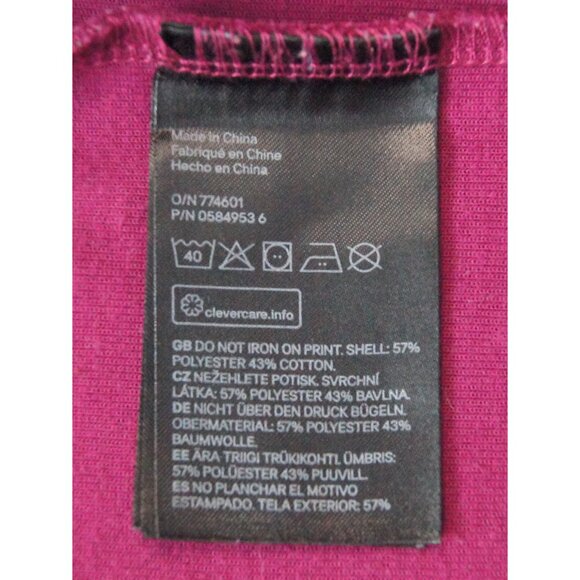 Made in China
Fabriqué en Chine
Hecho en China
O/N 774601
P/N 0584953 6
40
clevercare.info
GB DO NOT IRON ON PRINT. SHELL: 57%
POLYESTER 43% COTTON.
CZ NEŽEHLETE POTISK. SVRCHNÍ
LÁTKA: 57% POLYESTER 43% BAVLNA.
DE NICHT ÜBER DEN DRUCK BÜGELN.
OBERMATERIAL: 57% POLYESTER 43%
BAUMWOLLE.
EE ÄRA TRIIGI TRÜKIKOHTI. ÜMBRIS:
57% POLÜESTER 43% PUUVILL.
ES NO PLANCHAR EL MOTIVO
ESTAMPADO. TELA EXTERIOR: 57%